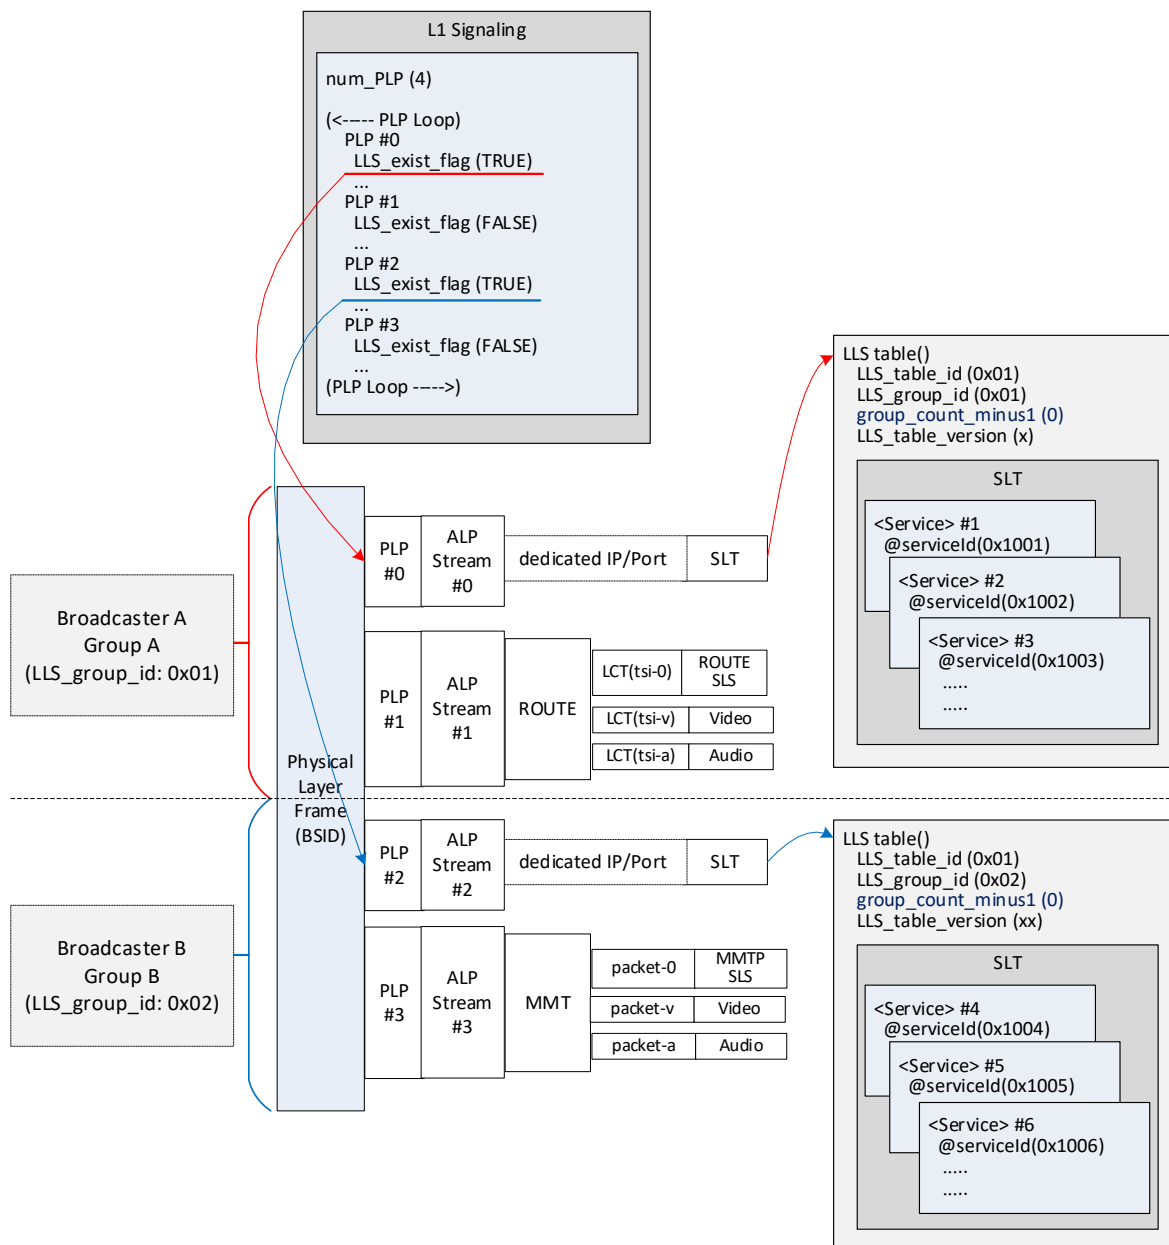 L1 Signaling
num_PLP (4)
(<----- PLP Loop)
PLP #0
LLS_exist_flag (TRUE)
...
PLP #1
LLS_exist_flag (FALSE)
...
PLP #2
LLS_exist_flag (TRUE)
...
PLP #3
LLS_exist_flag (FALSE)
...
(PLP Loop ----->)
Broadcaster A
Group A
(LLS_group_id: 0x01)
Broadcaster B
Group B
(LLS_group_id: 0x02)
Physical
Layer
Frame
(BSID)
PLP
#0
ALP
Stream
#0
dedicated IP/Port
SLT
PLP
#1
ALP
Stream
#1
ROUTE
LCT(tsi-0)
ROUTE
SLS
LCT(tsi-v)
Video
LCT(tsi-a)
Audio
PLP
#2
ALP
Stream
#2
dedicated IP/Port
SLT
PLP
#3
ALP
Stream
#3
MMT
packet-0
MMTP
SLS
packet-v
Video
packet-a
Audio
LLS table()
LLS_table_id (0x01)
LLS_group_id (0x01)
group_count_minus1 (0)
LLS_table_version (x)
SLT
<Service> #1
@serviceId(0x1001)
<Service> #2
@serviceId(0x1002)
<Service> #3
@serviceId(0x1003)
.....
.....
LLS table()
LLS_table_id (0x01)
LLS_group_id (0x02)
group_count_minus1 (0)
LLS_table_version (xx)
SLT
<Service> #4
@serviceId(0x1004)
<Service> #5
@serviceId(0x1005)
<Service> #6
@serviceId(0x1006)
.....
.....